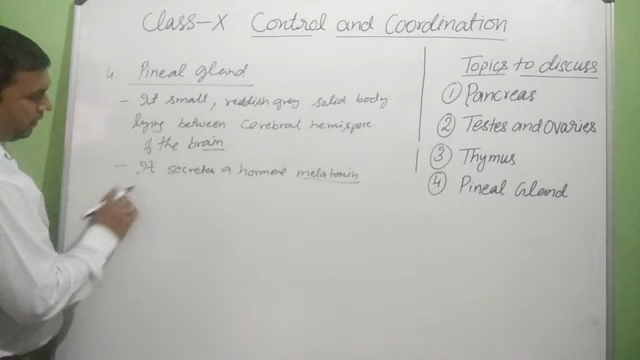 Class-X Control and Coordination
4. Pineal gland
- It small, reddish grey solid body
lying between cerebral hemispore
of the brain
- It secretes a hormone melatonin
Topics to discuss
① Pancreas
② Testes and Ovaries
③ Thymus
④ Pineal Gland